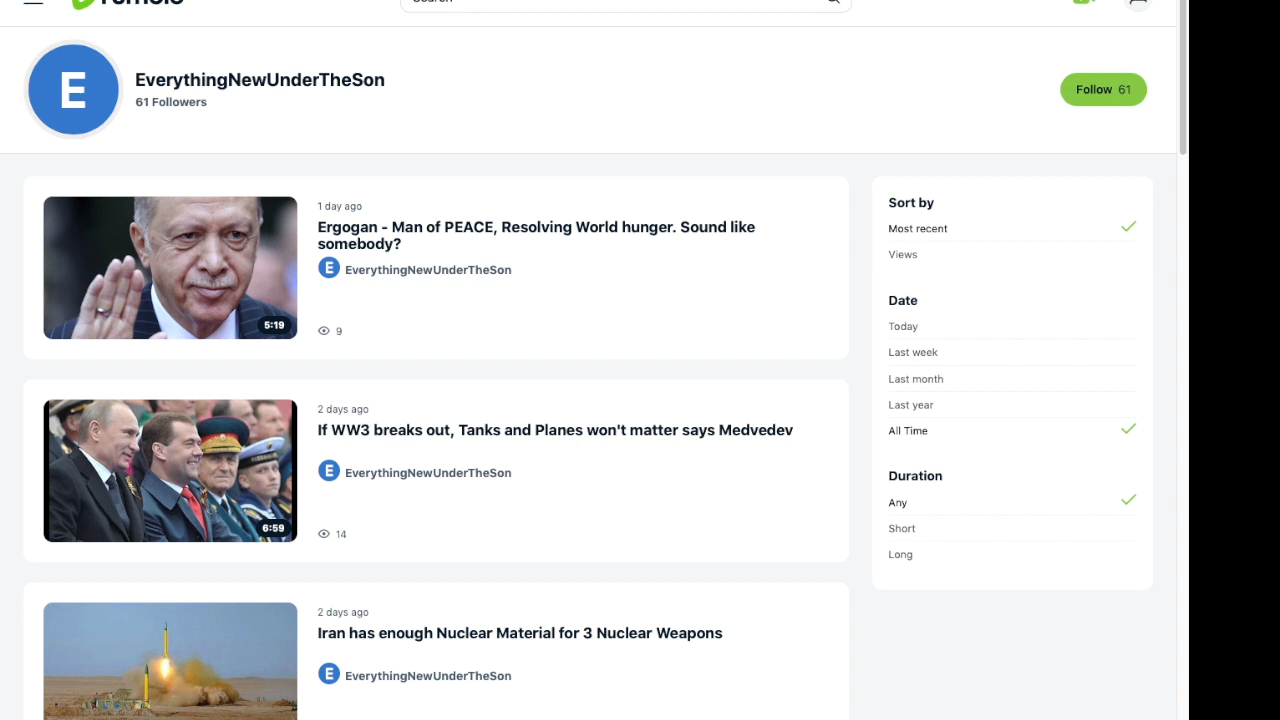 E
EverythingNewUnderTheSon
61 Followers
Follow 61
1 day ago
Ergogan - Man of PEACE, Resolving World hunger. Sound like
somebody?
E EverythingNewUnderTheSon
5:19
9
2 days ago
If WW3 breaks out, Tanks and Planes won't matter says Medvedev
E EverythingNewUnderTheSon
6:59
14
2 days ago
Iran has enough Nuclear Material for 3 Nuclear Weapons
E EverythingNewUnderTheSon
Sort by
Most recent
Views
Date
Today
Last week
Last month
Last year
All Time
Duration
Any
Short
Long